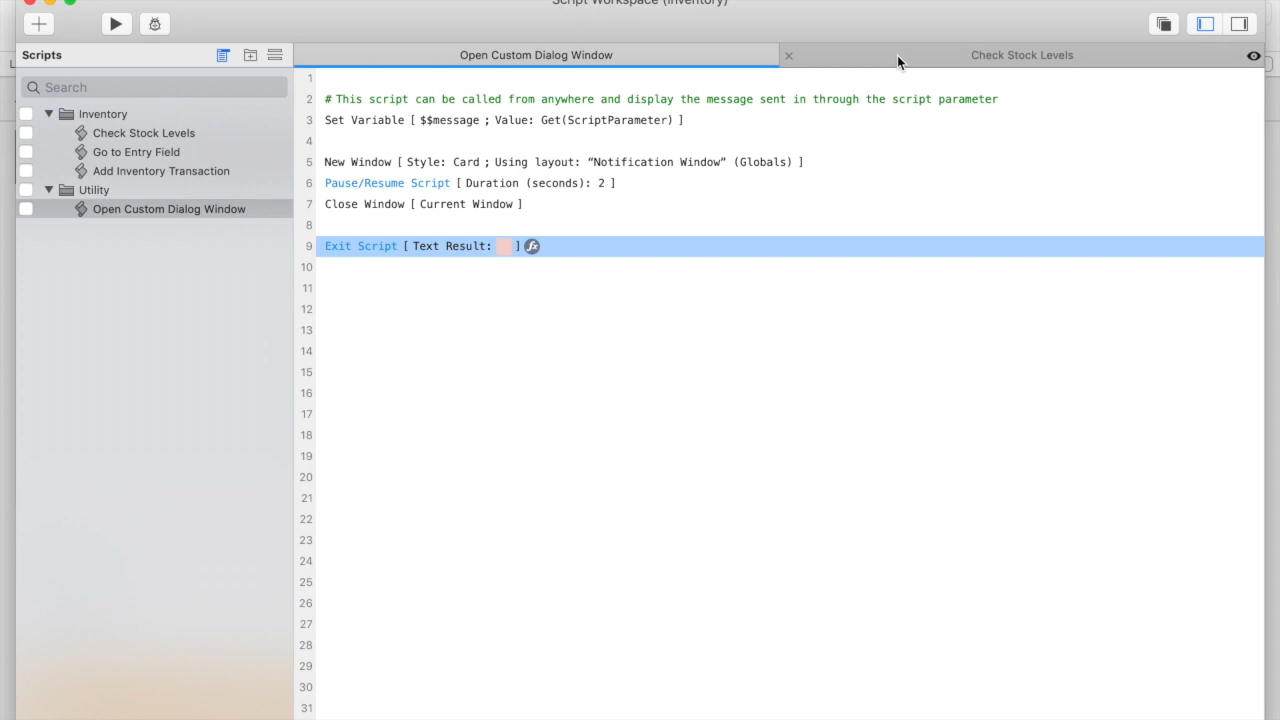 Script Workspace (Inventory)
Scripts
Open Custom Dialog Window
Check Stock Levels
Search
Inventory
Check Stock Levels
Go to Entry Field
Add Inventory Transaction
Utility
Open Custom Dialog Window
1
2 # This script can be called from anywhere and display the message sent in through the script parameter
3 Set Variable [ $$message ; Value: Get(ScriptParameter) ]
4
5 New Window [ Style: Card ; Using layout: “Notification Window” (Globals) ]
6 Pause/Resume Script [ Duration (seconds): 2 ]
7 Close Window [ Current Window ]
8
9 Exit Script [ Text Result: ] fx
10
11
12
13
14
15
16
17
18
19
20
21
22
23
24
25
26
27
28
29
30
31